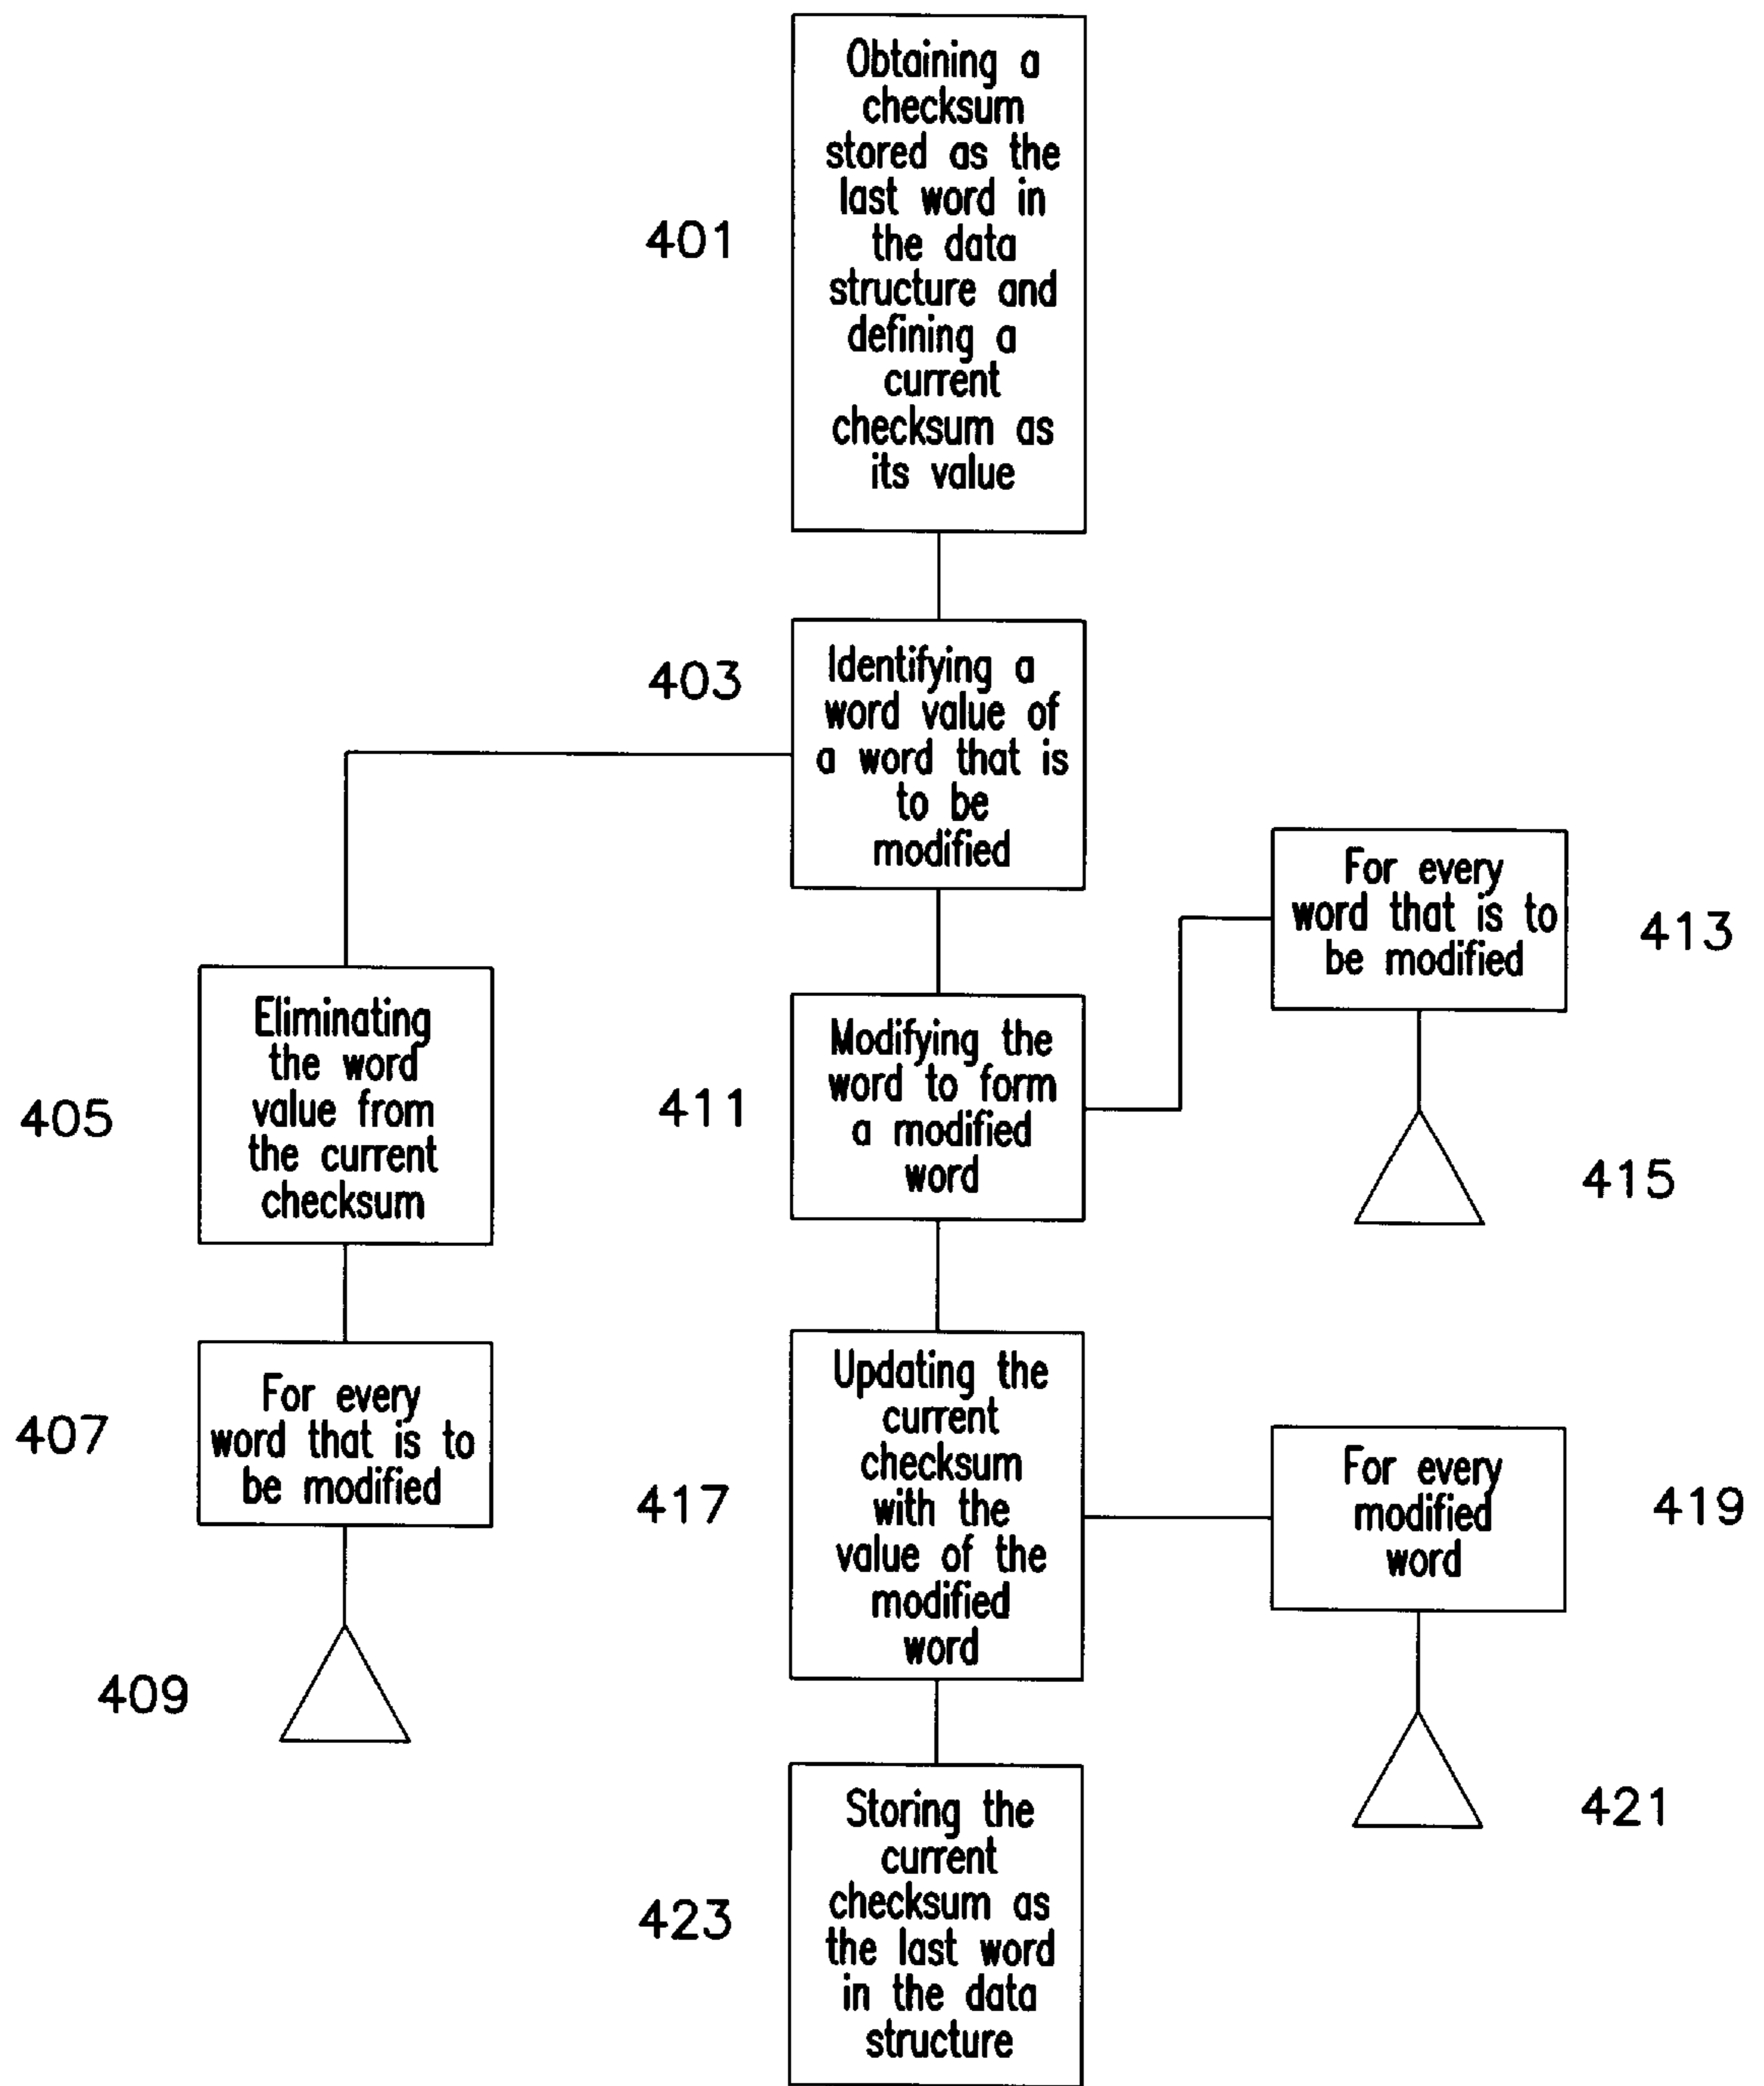 Obtaining a
checksum
stored as the
last word in
the data
structure and
defining a
current
checksum as
its value
401
403
Identifying a
word value of
a word that is
to be
modified
405
Eliminating
the word
value from
the current
checksum
407
For every
word that is to
be modified
409
411
Modifying the
word to form
a modified
word
For every
word that is to
be modified
413
415
417
Updating the
current
checksum
with the
value of the
modified
word
For every
modified
word
419
421
423
Storing the
current
checksum as
the last word
in the data
structure